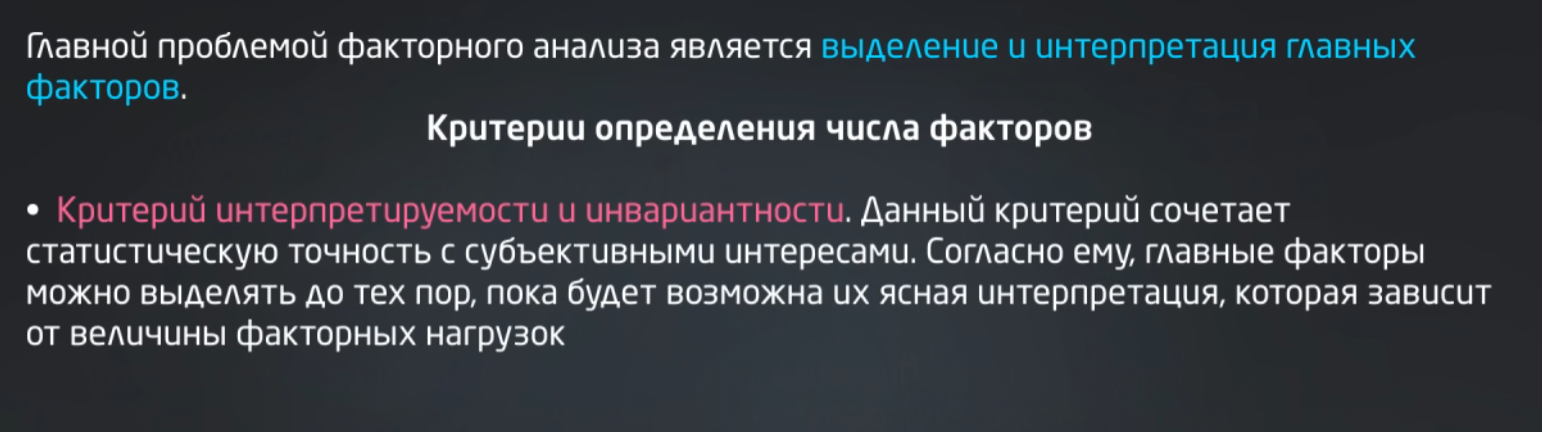 Главной проблемой факторного анализа является выделение и интерпретация главных
факторов.
Критерии определения числа факторов
• Критерий интерпретируемости и инвариантности. Данный критерий сочетает
статистическую точность с субъективными интересами. Согласно ему, главные факторы
можно выделять до тех пор, пока будет возможна их ясная интерпретация, которая зависит
от величины факторных нагрузок